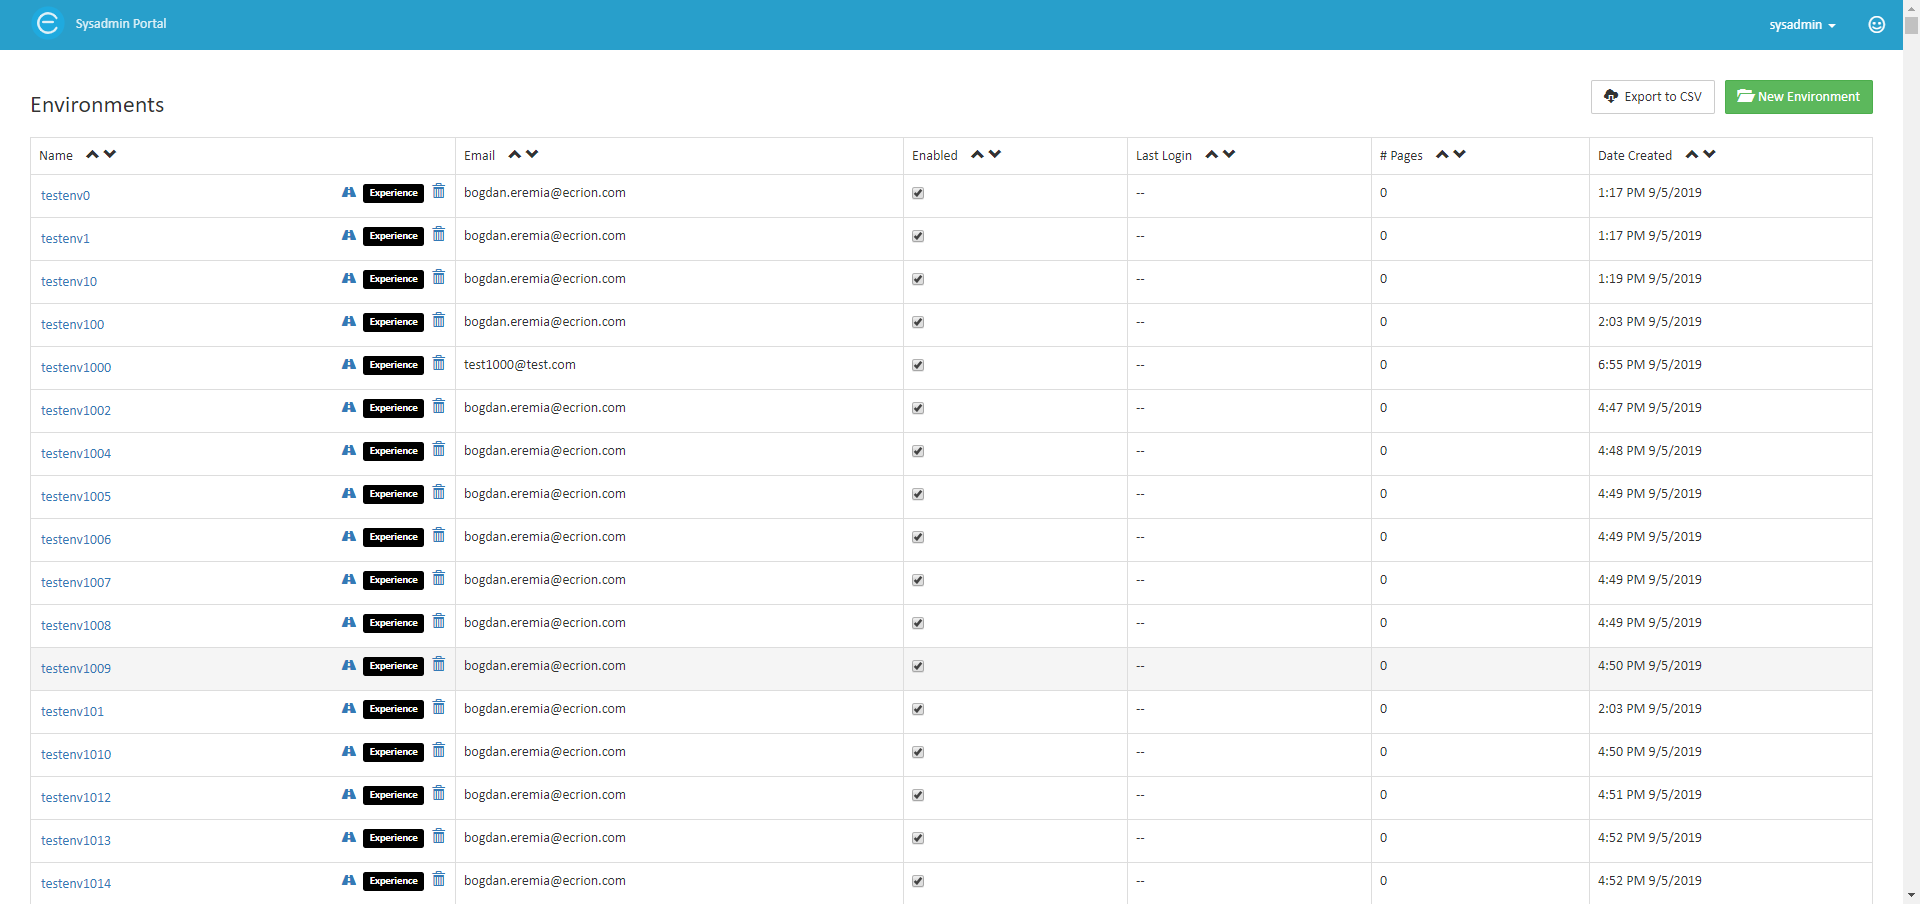 Sysadmin Portal
sysadmin
Environments
Export to CSV
New Environment
Name Email Enabled Last Login # Pages Date Created
testenv0 Experience bogdan.eremia@ecrion.com -- 0 1:17 PM 9/5/2019
testenv1 Experience bogdan.eremia@ecrion.com -- 0 1:17 PM 9/5/2019
testenv10 Experience bogdan.eremia@ecrion.com -- 0 1:19 PM 9/5/2019
testenv100 Experience bogdan.eremia@ecrion.com -- 0 2:03 PM 9/5/2019
testenv1000 Experience test1000@test.com -- 0 6:55 PM 9/5/2019
testenv1002 Experience bogdan.eremia@ecrion.com -- 0 4:47 PM 9/5/2019
testenv1004 Experience bogdan.eremia@ecrion.com -- 0 4:48 PM 9/5/2019
testenv1005 Experience bogdan.eremia@ecrion.com -- 0 4:49 PM 9/5/2019
testenv1006 Experience bogdan.eremia@ecrion.com -- 0 4:49 PM 9/5/2019
testenv1007 Experience bogdan.eremia@ecrion.com -- 0 4:49 PM 9/5/2019
testenv1008 Experience bogdan.eremia@ecrion.com -- 0 4:49 PM 9/5/2019
testenv1009 Experience bogdan.eremia@ecrion.com -- 0 4:50 PM 9/5/2019
testenv101 Experience bogdan.eremia@ecrion.com -- 0 2:03 PM 9/5/2019
testenv1010 Experience bogdan.eremia@ecrion.com -- 0 4:50 PM 9/5/2019
testenv1012 Experience bogdan.eremia@ecrion.com -- 0 4:51 PM 9/5/2019
testenv1013 Experience bogdan.eremia@ecrion.com -- 0 4:52 PM 9/5/2019
testenv1014 Experience bogdan.eremia@ecrion.com -- 0 4:52 PM 9/5/2019